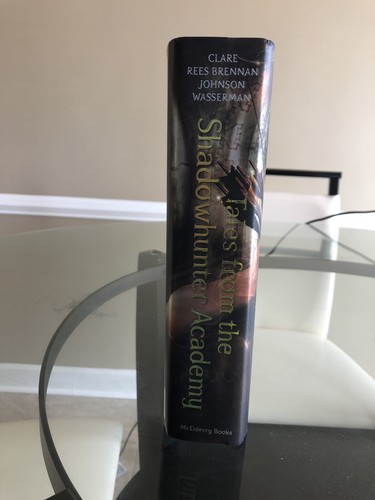 CLARE
REES BRENNAN
JOHNSON
WASSERMAN
Tales from the
Shadowhunter Academy
McElderry Books